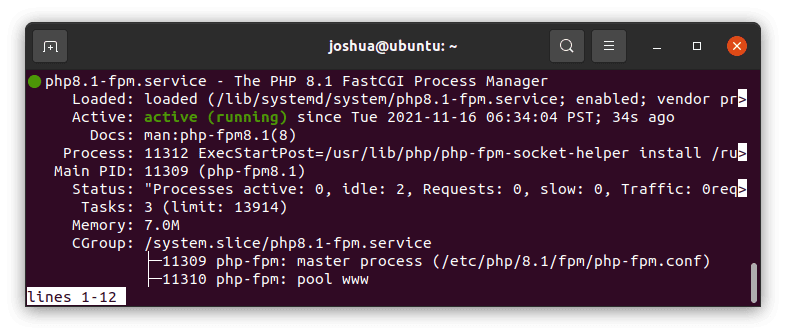 joshua@ubuntu: ~
php8.1-fpm.service - The PHP 8.1 FastCGI Process Manager
Loaded: loaded (/lib/systemd/system/php8.1-fpm.service; enabled; vendor pr>
Active: active (running) since Tue 2021-11-16 06:34:04 PST; 34s ago
Docs: man:php-fpm8.1(8)
Process: 11312 ExecStartPost=/usr/lib/php/php-fpm-socket-helper install /ru>
Main PID: 11309 (php-fpm8.1)
Status: "Processes active: 0, idle: 2, Requests: 0, slow: 0, Traffic: 0req>
Tasks: 3 (limit: 13914)
Memory: 7.0M
CGroup: /system.slice/php8.1-fpm.service
├─11309 php-fpm: master process (/etc/php/8.1/fpm/php-fpm.conf)
├─11310 php-fpm: pool www
lines 1-12